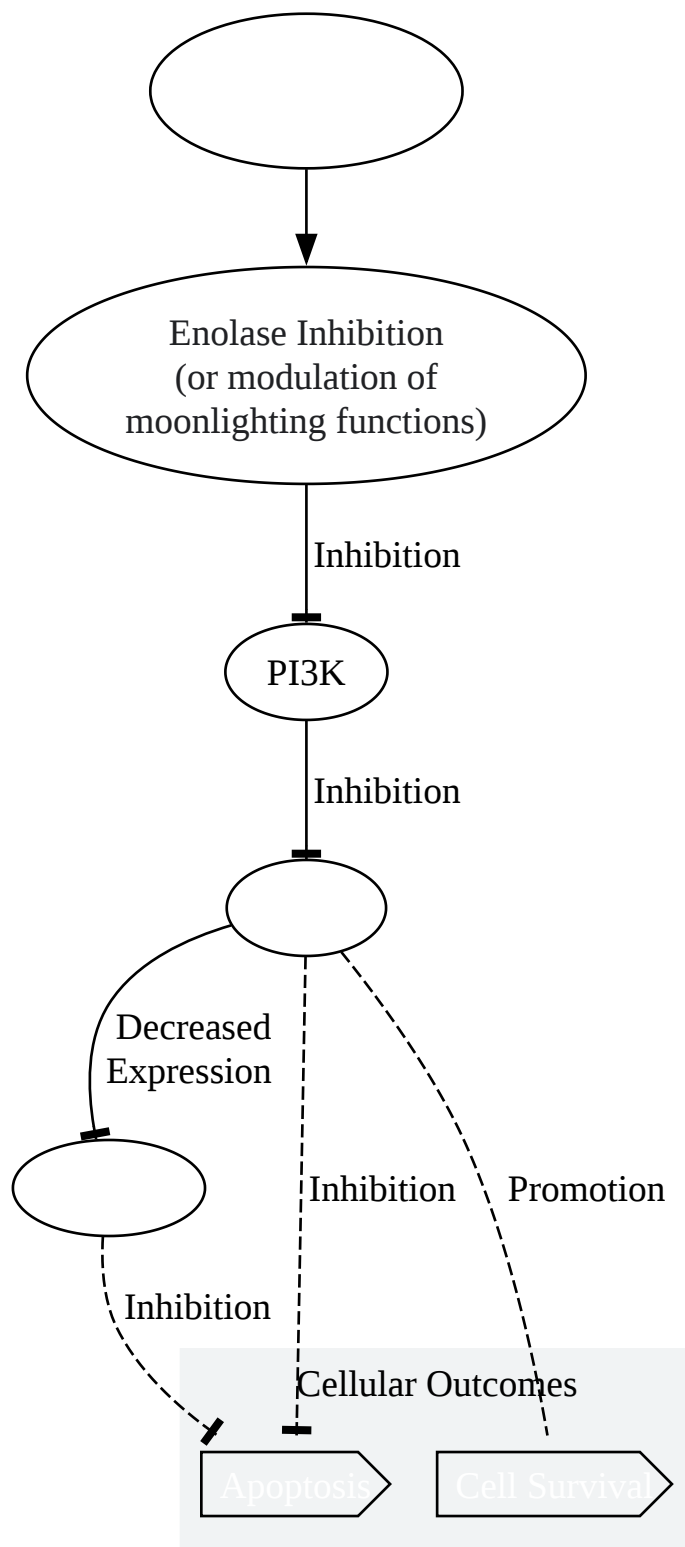 Enolase Inhibition
(or modulation of
moonlighting functions)
Inhibition
PI3K
Inhibition
Decreased
Expression
Inhibition
Promotion
Inhibition
Cellular Outcomes
Apoptosis
Cell Survival